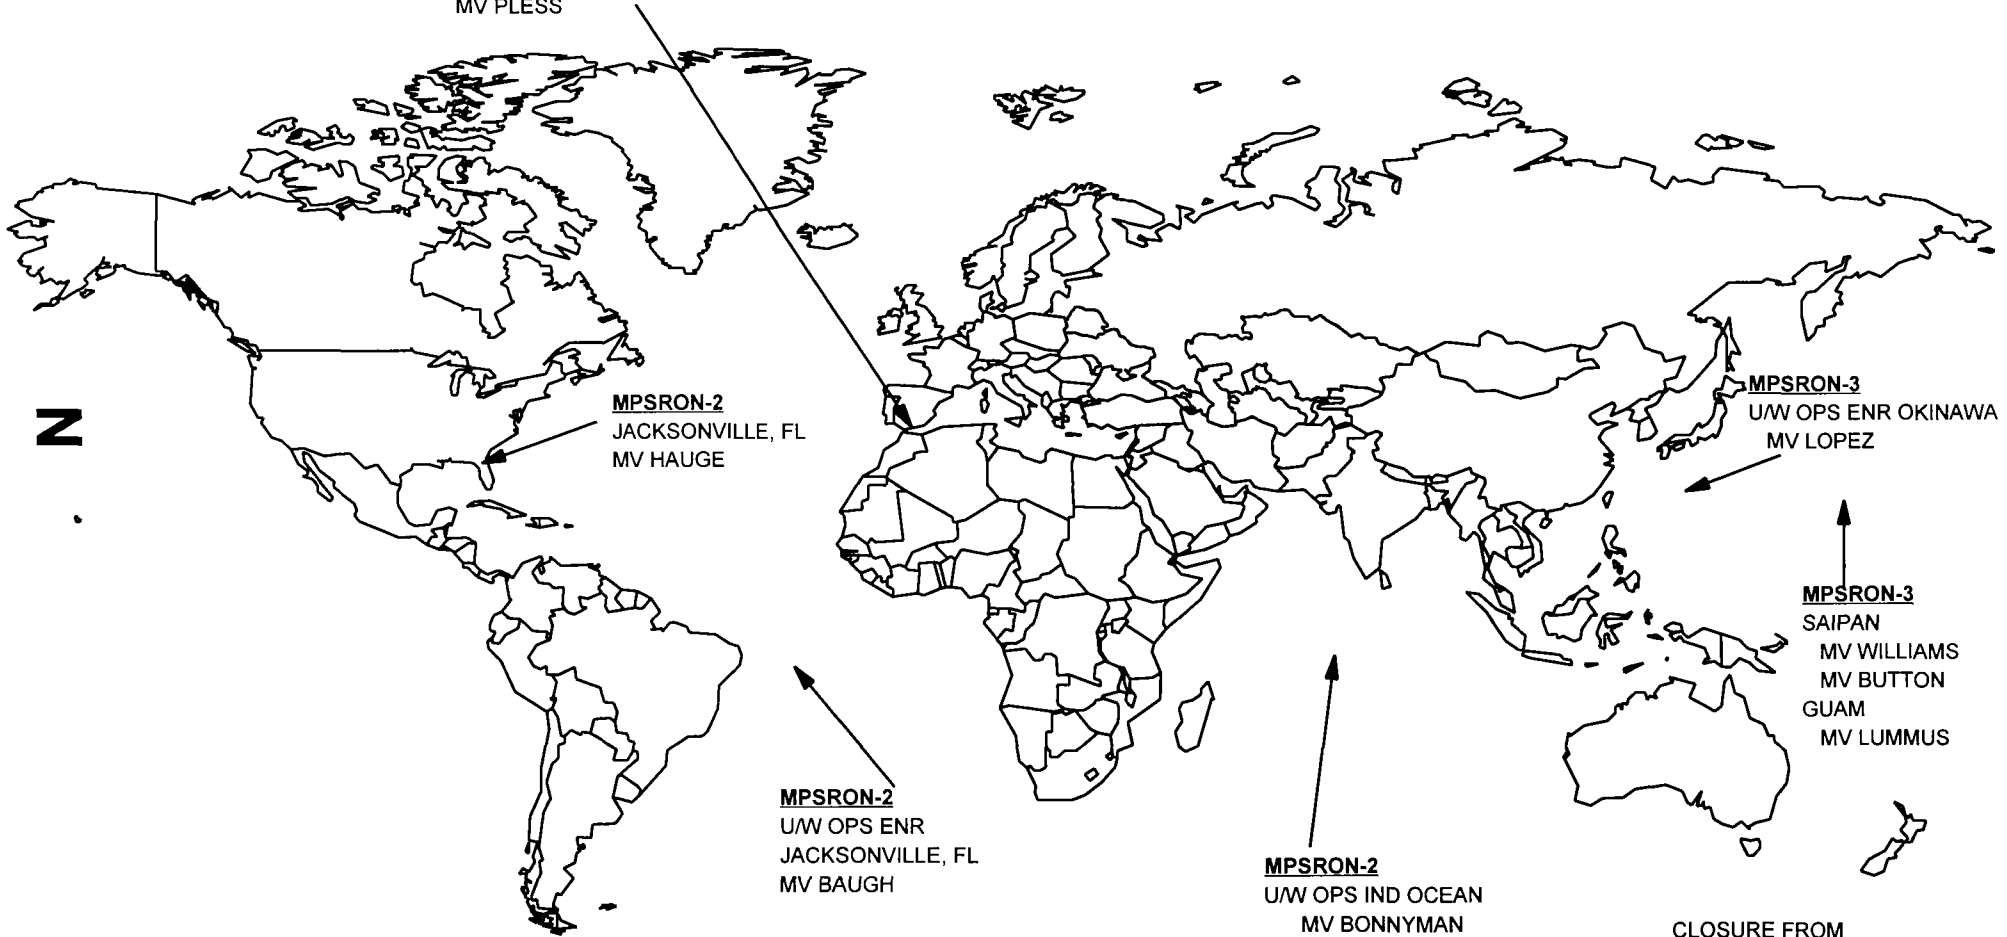 MV PLESS
MPSRON-2
JACKSONVILLE, FL
MV HAUGE
MPSRON-3
U/W OPS ENR OKINAWA
MV LOPEZ
N
MPSRON-3
SAIPAN
MV WILLIAMS
MV BUTTON
GUAM
MV LUMMUS
MPSRON-2
U/W OPS ENR
JACKSONVILLE, FL
MV BAUGH
MPSRON-2
U/W OPS IND OCEAN
MV BONNYMAN
CLOSURE FROM